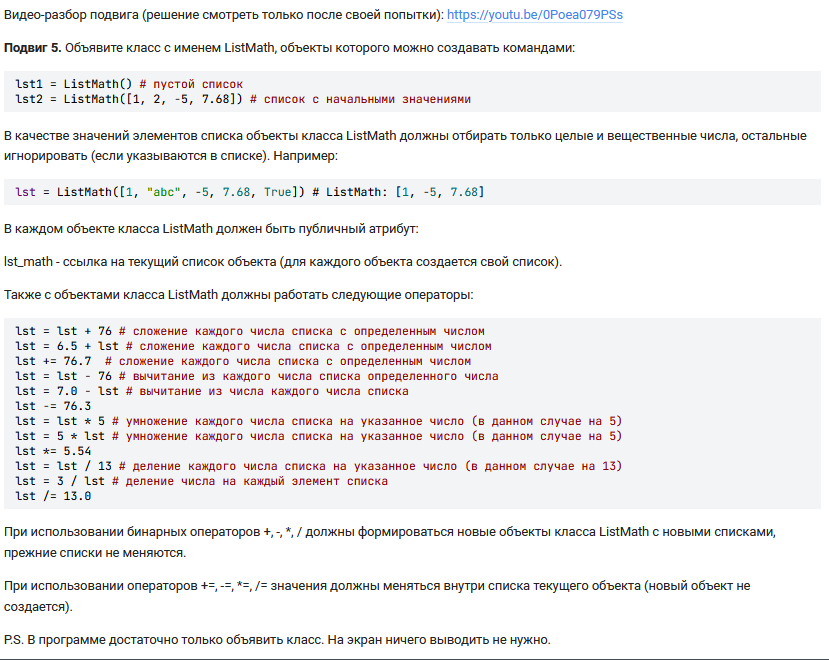 Видео-разбор подвига (решение смотреть только после своей попытки): https://youtu.be/0Poea079PSs
Подвиг 5. Объявите класс с именем ListMath, объекты которого можно создавать командами:
lst1 = ListMath() # пустой список
lst2 = ListMath([1, 2, -5, 7.68]) # список с начальными значениями
В качестве значений элементов списка объекты класса ListMath должны отбирать только целые и вещественные числа, остальные
игнорировать (если указываются в списке). Например:
lst = ListMath([1, "abc", -5, 7.68, True]) # ListMath: [1, -5, 7.68]
В каждом объекте класса ListMath должен быть публичный атрибут:
lst_math - ссылка на текущий список объекта (для каждого объекта создается свой список).
Также с объектами класса ListMath должны работать следующие операторы:
lst = lst + 76 # сложение каждого числа списка с определенным числом
lst = 6.5 + lst # сложение каждого числа списка с определенным числом
lst += 76.7  # сложение каждого числа списка с определенным числом
lst = lst - 76 # вычитание из каждого числа списка определенного числа
lst = 7.0 - lst # вычитание из числа каждого числа списка
lst -= 76.3
lst = lst * 5 # умножение каждого числа списка на указанное число (в данном случае на 5)
lst = 5 * lst # умножение каждого числа списка на указанное число (в данном случае на 5)
lst *= 5.54
lst = lst / 13 # деление каждого числа списка на указанное число (в данном случае на 13)
lst = 3 / lst # деление числа на каждый элемент списка
lst /= 13.0
При использовании бинарных операторов +, -, *, / должны формироваться новые объекты класса ListMath с новыми списками,
прежние списки не меняются.
При использовании операторов +=, -=, *=, /= значения должны меняться внутри списка текущего объекта (новый объект не
создается).
P.S. В программе достаточно только объявить класс. На экран ничего выводить не нужно.